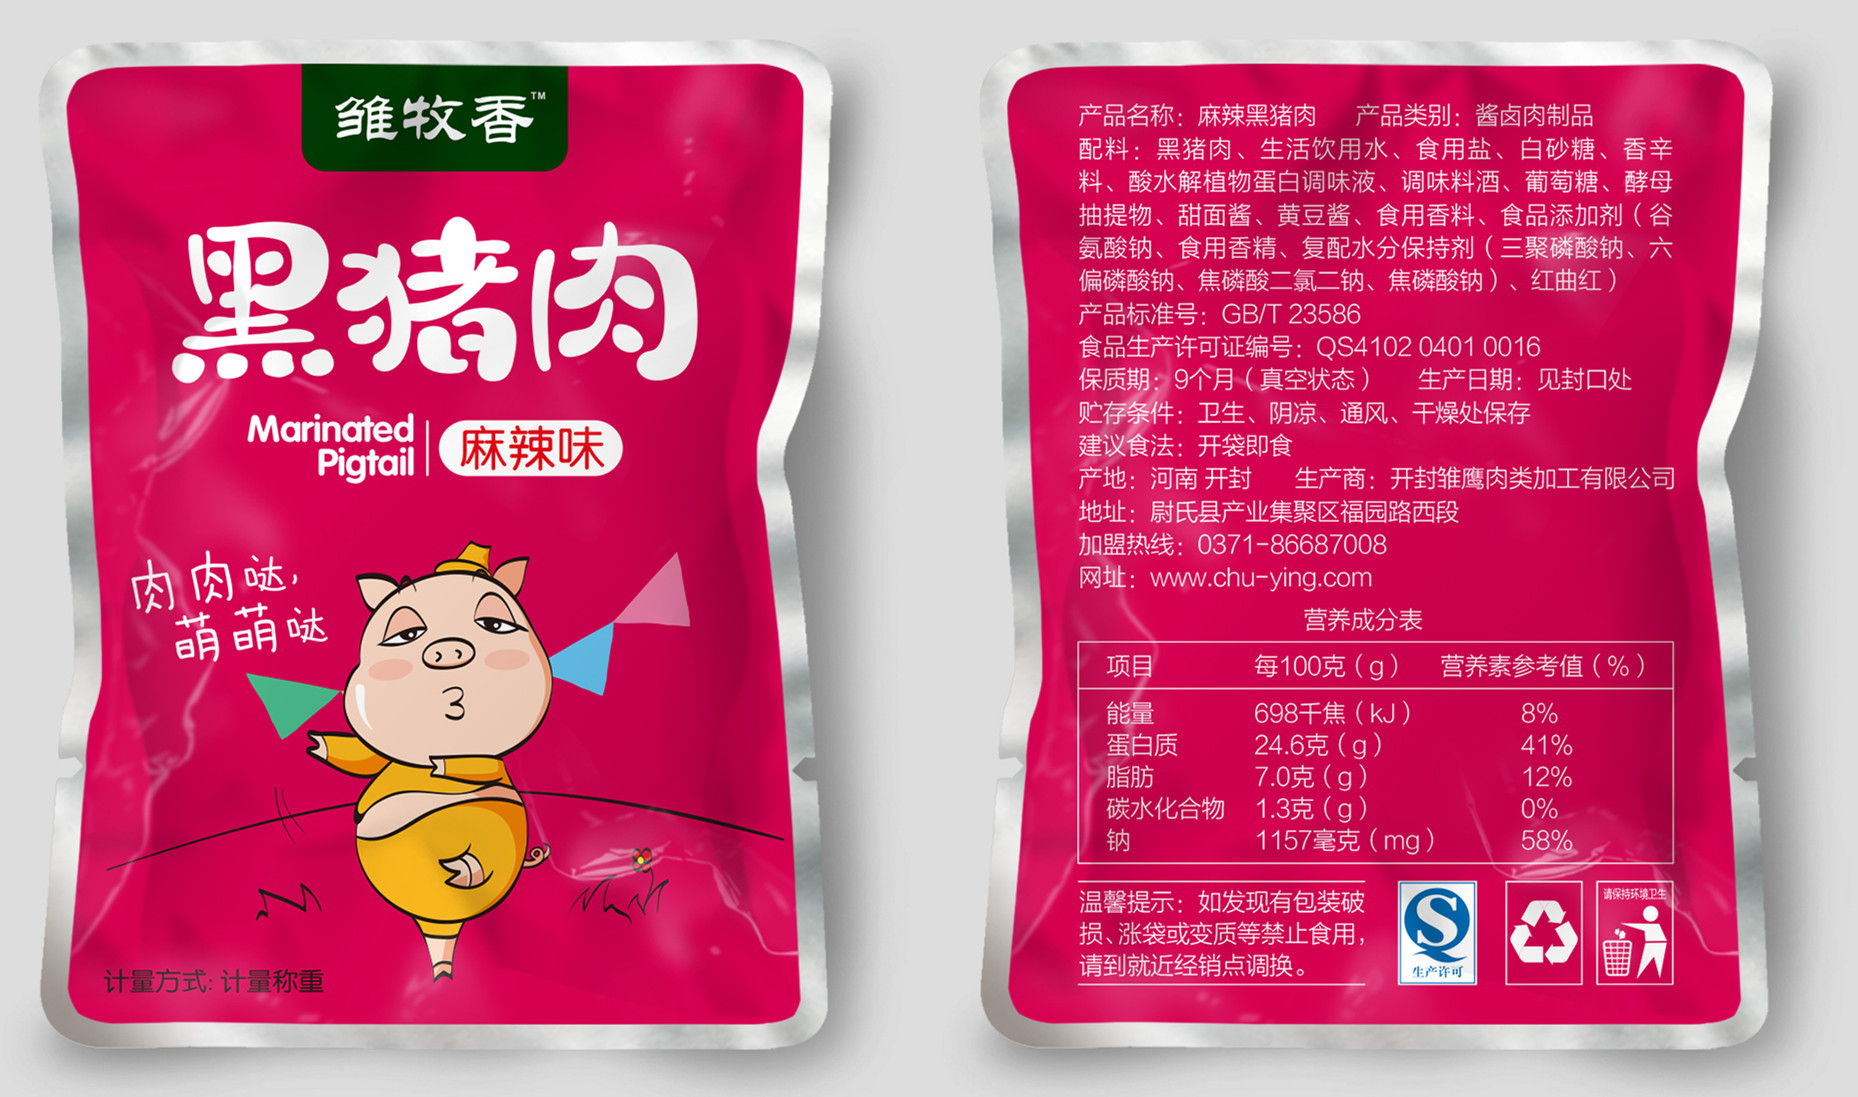 雏牧香™
黑猪肉
Marinated
Pigtail
麻辣味
肉肉哒,
萌萌哒
计量方式: 计量称重
产品名称：麻辣黑猪肉 产品类别：酱卤肉制品
配料：黑猪肉、生活饮用水、食用盐、白砂糖、香辛
料、酸水解植物蛋白调味液、调味料酒、葡萄糖、酵母
抽提物、甜面酱、黄豆酱、食用香料、食品添加剂（谷
氨酸钠、食用香精、复配水分保持剂（三聚磷酸钠、六
偏磷酸钠、焦磷酸二氯二钠、焦磷酸钠）、红曲红）
产品标准号：GB/T 23586
食品生产许可证编号：QS4102 0401 0016
保质期：9个月（真空状态） 生产日期：见封口处
贮存条件：卫生、阴凉、通风、干燥处保存
建议食法：开袋即食
产地：河南 开封 生产商：开封雏鹰肉类加工有限公司
地址：尉氏县产业集聚区福园路西段
加盟热线：0371-86687008
网址：www.chu-ying.com
营养成分表
项目 每100克（g） 营养素参考值（%）
能量 698千焦（kJ） 8%
蛋白质 24.6克（g） 41%
脂肪 7.0克（g） 12%
碳水化合物 1.3克（g） 0%
钠 1157毫克（mg） 58%
温馨提示：如发现有包装破
损、涨袋或变质等禁止食用，
请到就近经销点调换。
S
生产许可
请保持环境卫生